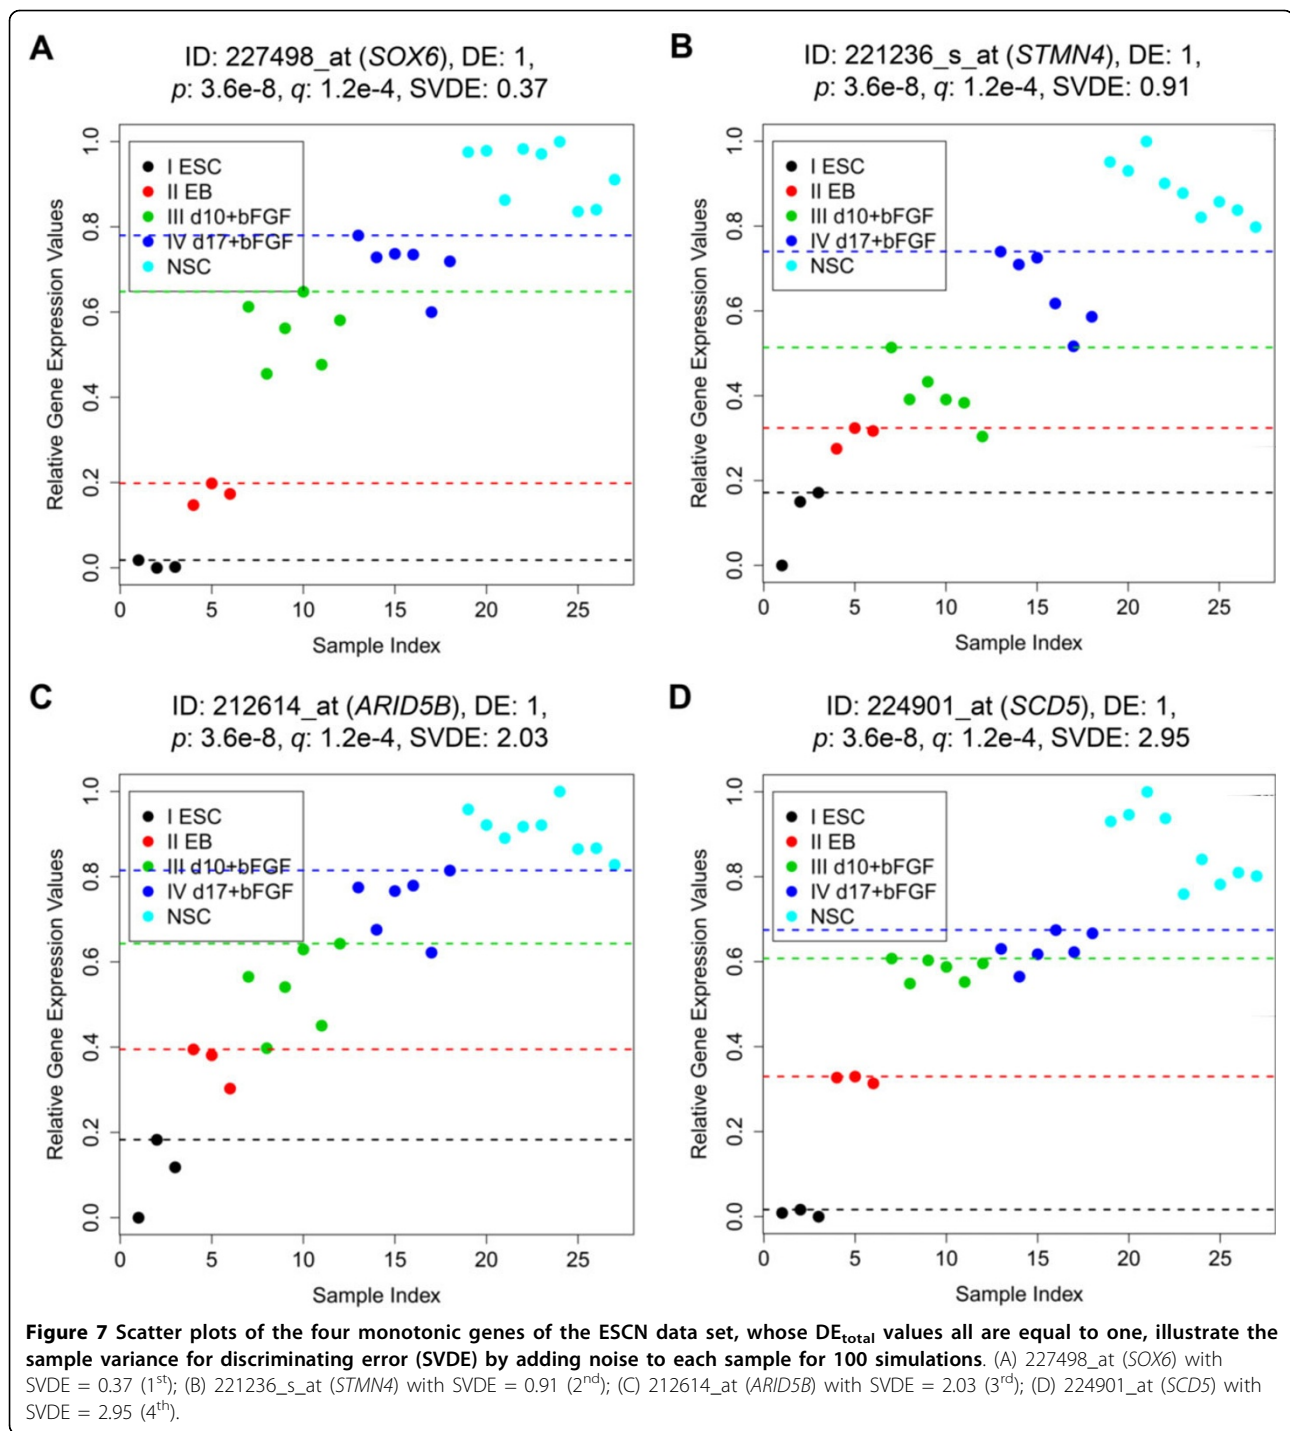 A
ID: 227498_at (SOX6), DE: 1,
p: 3.6e-8, q: 1.2e-4, SVDE: 0.37
I ESC
II EB
III d10+bFGF
IV d17+bFGF
NSC
Relative Gene Expression Values
0.0
0.2
0.4
0.6
0.8
1.0
0
5
10
15
20
25
Sample Index
B
ID: 221236_s_at (STMN4), DE: 1,
p: 3.6e-8, q: 1.2e-4, SVDE: 0.91
I ESC
II EB
III d10+bFGF
IV d17+bFGF
NSC
Relative Gene Expression Values
0.0
0.2
0.4
0.6
0.8
1.0
0
5
10
15
20
25
Sample Index
C
ID: 212614_at (ARID5B), DE: 1,
p: 3.6e-8, q: 1.2e-4, SVDE: 2.03
I ESC
II EB
III d10+bFGF
IV d17+bFGF
NSC
Relative Gene Expression Values
0.0
0.2
0.4
0.6
0.8
1.0
0
5
10
15
20
25
Sample Index
D
ID: 224901_at (SCD5), DE: 1,
p: 3.6e-8, q: 1.2e-4, SVDE: 2.95
I ESC
II EB
III d10+bFGF
IV d17+bFGF
NSC
Relative Gene Expression Values
0.0
0.2
0.4
0.6
0.8
1.0
0
5
10
15
20
25
Sample Index
Figure 7 Scatter plots of the four monotonic genes of the ESCN data set, whose DEtotal values all are equal to one, illustrate the
sample variance for discriminating error (SVDE) by adding noise to each sample for 100 simulations. (A) 227498_at (SOX6) with
SVDE = 0.37 (1st); (B) 221236_s_at (STMN4) with SVDE = 0.91 (2nd); (C) 212614_at (ARID5B) with SVDE = 2.03 (3rd); (D) 224901_at (SCD5) with
SVDE = 2.95 (4th).